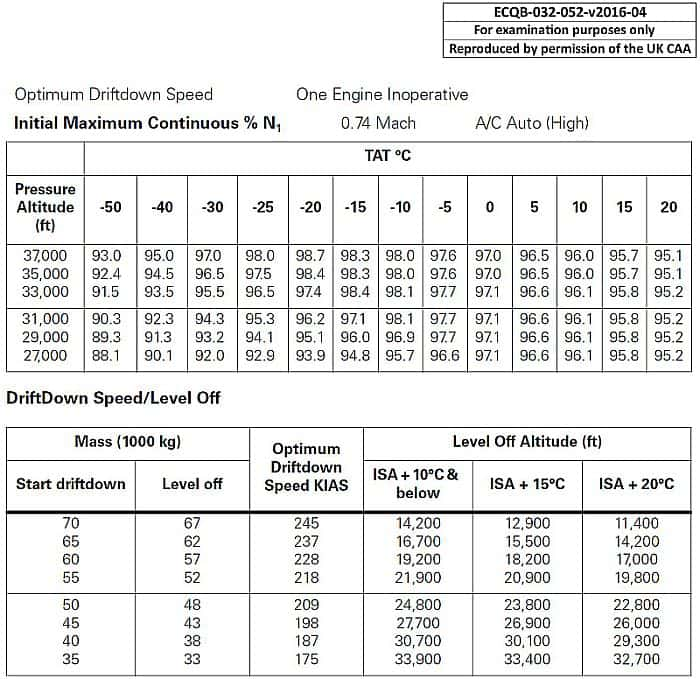 ECQB-032-052-v2016-04
For examination purposes only
Reproduced by permission of the UK CAA
Optimum Driftdown Speed One Engine Inoperative
Initial Maximum Continuous % N1 0.74 Mach A/C Auto (High)
TAT ºC
Pressure
Altitude -50 -40 -30 -25 -20 -15 -10 -5 0 5 10 15 20
(ft)
37,000 93.0 95.0 97.0 98.0 98.7 98.3 98.0 97.6 97.0 96.5 96.0 95.7 95.1
35,000 92.4 94.5 96.5 97.5 98.4 98.3 98.0 97.6 97.0 96.5 96.0 95.7 95.1
33,000 91.5 93.5 95.5 96.5 97.4 98.4 98.1 97.7 97.1 96.6 96.1 95.8 95.2
31,000 90.3 92.3 94.3 95.3 96.2 97.1 98.1 97.7 97.1 96.6 96.1 95.8 95.2
29,000 89.3 91.3 93.2 94.1 95.1 96.0 96.9 97.7 97.1 96.6 96.1 95.8 95.2
27,000 88.1 90.1 92.0 92.9 93.9 94.8 95.7 96.6 97.1 96.6 96.1 95.8 95.2
DriftDown Speed/Level Off
Mass (1000 kg) Optimum Driftdown Speed KIAS Level Off Altitude (ft)
Start driftdown Level off ISA + 10ºC & below ISA + 15ºC ISA + 20ºC
70 67 245 14,200 12,900 11,400
65 62 237 16,700 15,500 14,200
60 57 228 19,200 18,200 17,000
55 52 218 21,900 20,900 19,800
50 48 209 24,800 23,800 22,800
45 43 198 27,700 26,900 26,000
40 38 187 30,700 30,100 29,300
35 33 175 33,900 33,400 32,700